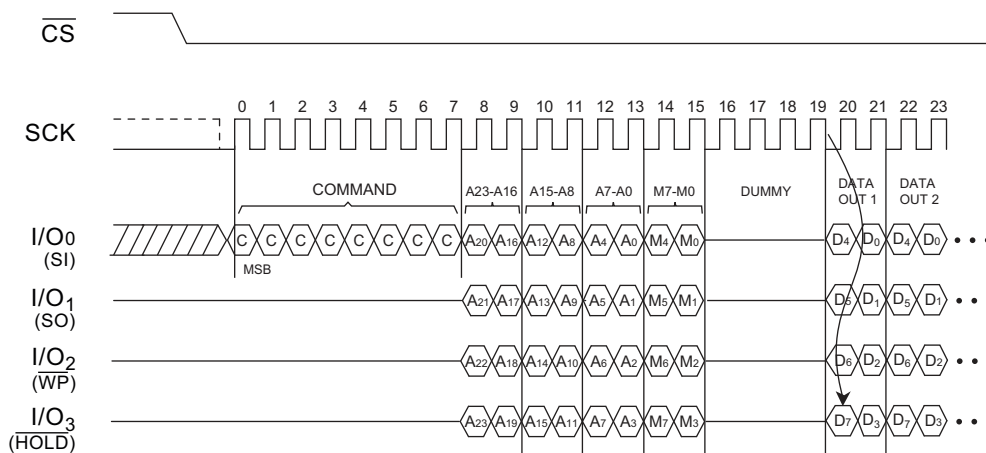 CS
0 1 2 3 4 5 6 7 8 9 10 11 12 13 14 15 16 17 18 19 20 21 22 23
SCK
COMMAND A23-A16 A15-A8 A7-A0 M7-M0 DUMMY DATA OUT 1 DATA OUT 2
I/O0 C C C C C C C C A20 A16 A12 A8 A4 A0 M4 M0 D4 D0 D4 D0 • • •
(SI)
MSB
I/O1 A21 A17 A13 A9 A5 A1 M5 M1 D5 D1 D5 D1 • •
(SO)
I/O2 A22 A18 A14 A10 A6 A2 M6 M2 D6 D2 D6 D2 • •
(WP)
I/O3 A23 A19 A15 A11 A7 A3 M7 M3 D7 D3 D7 D3 • •
(HOLD)